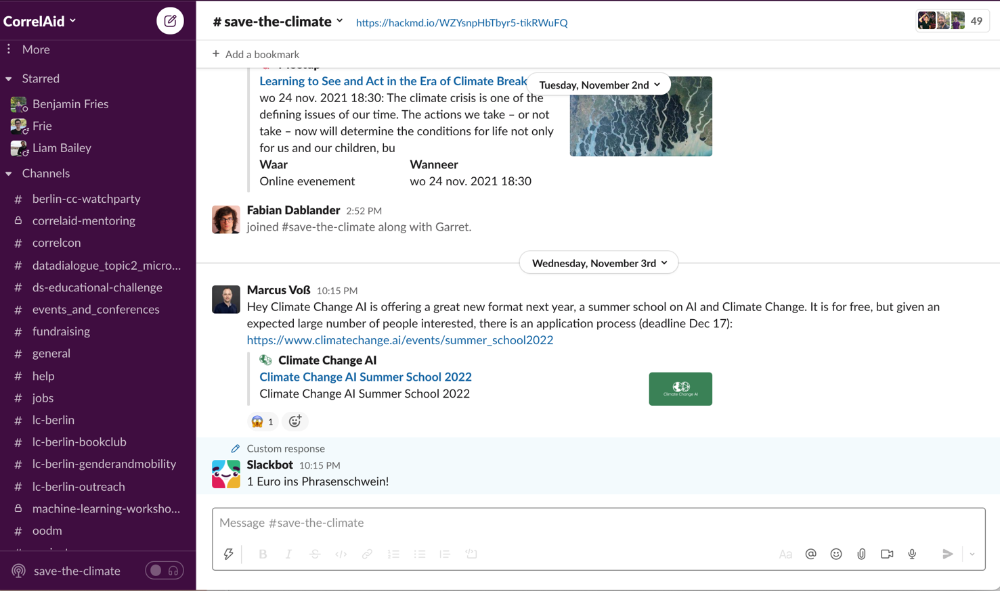 CorrelAid
More
Starred
Benjamin Fries
Frie
Liam Bailey
Channels
# berlin-cc-watchparty
correlaid-mentoring
# correlcon
# datadialogue_topic2_micro...
# ds-educational-challenge
# events_and_conferences
# fundraising
# general
# help
# jobs
# lc-berlin
# lc-berlin-bookclub
# lc-berlin-genderandmobility
# lc-berlin-outreach
machine-learning-worksho...
# oodm
save-the-climate
# save-the-climate
https://hackmd.io/WZYsnpHbTbyr5-tikRWuFQ
49
+ Add a bookmark
Learning to See and Act in the Era of Climate Break
Tuesday, November 2nd
wo 24 nov. 2021 18:30: The climate crisis is one of the
defining issues of our time. The actions we take – or not
take – now will determine the conditions for life not only
for us and our children, bu
Waar Wanneer
Online evenement wo 24 nov. 2021 18:30
Fabian Dablander 2:52 PM
joined #save-the-climate along with Garret.
Wednesday, November 3rd
Marcus Voß 10:15 PM
Hey Climate Change AI is offering a great new format next year, a summer school on AI and Climate Change. It is for free, but given an
expected large number of people interested, there is an application process (deadline Dec 17):
https://www.climatechange.ai/events/summer_school2022
Climate Change AI
Climate Change AI Summer School 2022
Climate Change AI Summer School 2022
Climate Change AI
1
Custom response
Slackbot 10:15 PM
1 Euro ins Phrasenschwein!
Message #save-the-climate
B I S </>
Aa @